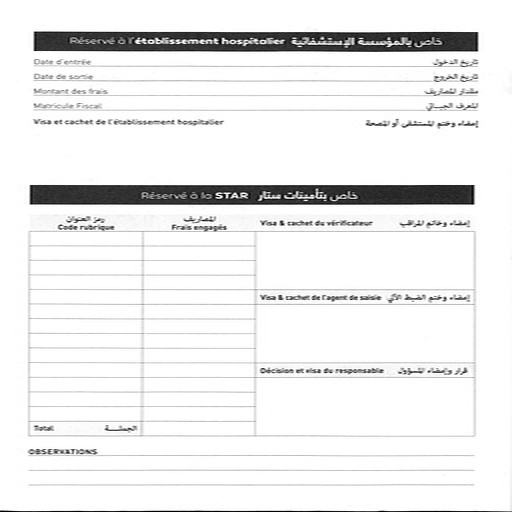 Réservé à l'établissement hospitalier خاص بالمؤسسة الإستشفائية
Date d'entrée تاريخ الدخول
Date de sortie تاريخ الخروج
Montant des frais مقدار المصاريف
Matricule Fiscal المعرف الجبائي
Visa et cachet de l'établissement hospitalier إمضاء وختم المستشفى أو المصحة
Réservé à la STAR خاص بتأمينات ستار
رمز العنوان المصاريف
Code rubrique Frais engagés Visa & cachet du vérificateur إمضاء وخاتم المراقب
Visa & cachet de l'agent de saisie إمضاء وختم الضبط الآلي
Décision et visa du responsable قرار وإمضاء المسؤول
Total الجملـــة
OBSERVATIONS